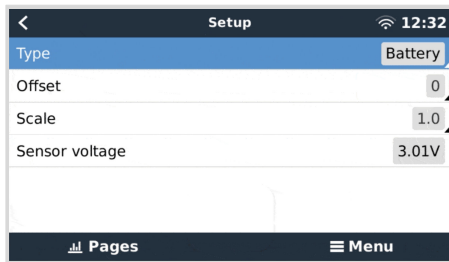 Setup 12:32
Type Battery
Offset 0
Scale 1.0
Sensor voltage 3.01V
Pages Menu